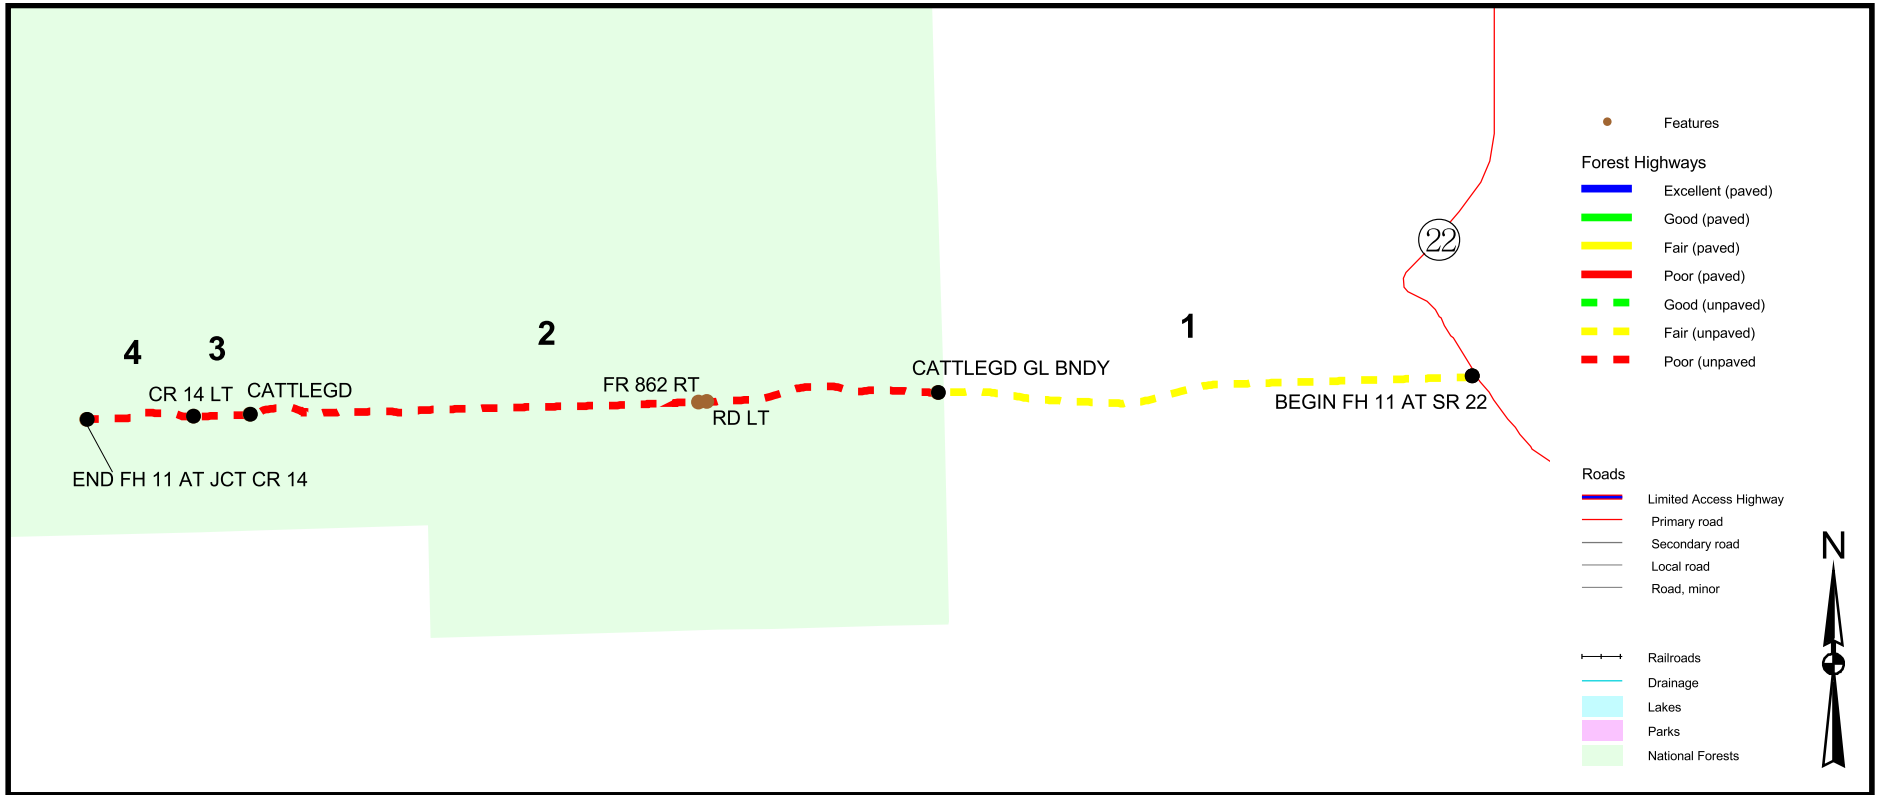 22
1
2
3
4
CR 14 LT
CATTLEGD
FR 862 RT
RD LT
CATTLEGD GL BNDY
BEGIN FH 11 AT SR 22
END FH 11 AT JCT CR 14
Features
Forest Highways
Excellent (paved)
Good (paved)
Fair (paved)
Poor (paved)
Good (unpaved)
Fair (unpaved)
Poor (unpaved
Roads
Limited Access Highway
Primary road
Secondary road
Local road
Road, minor
Railroads
Drainage
Lakes
Parks
National Forests
N